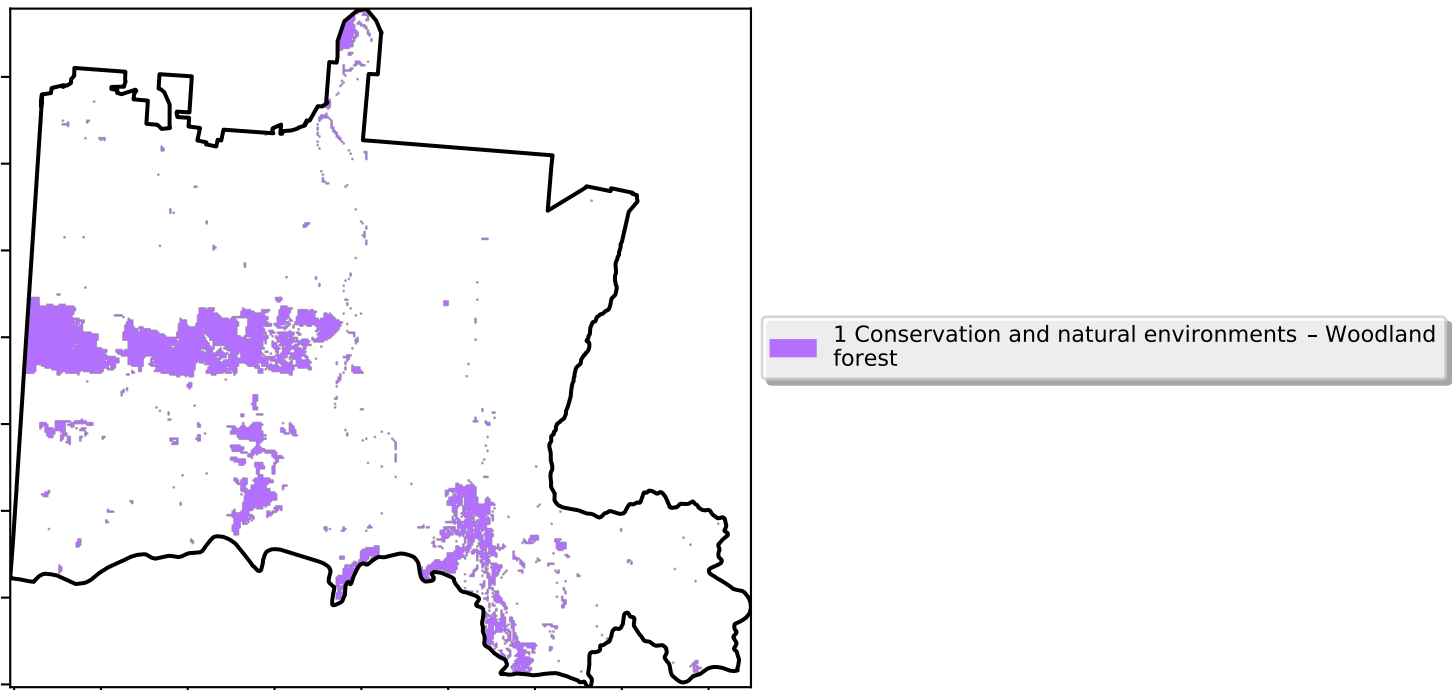 1 Conservation and natural environments – Woodland
forest